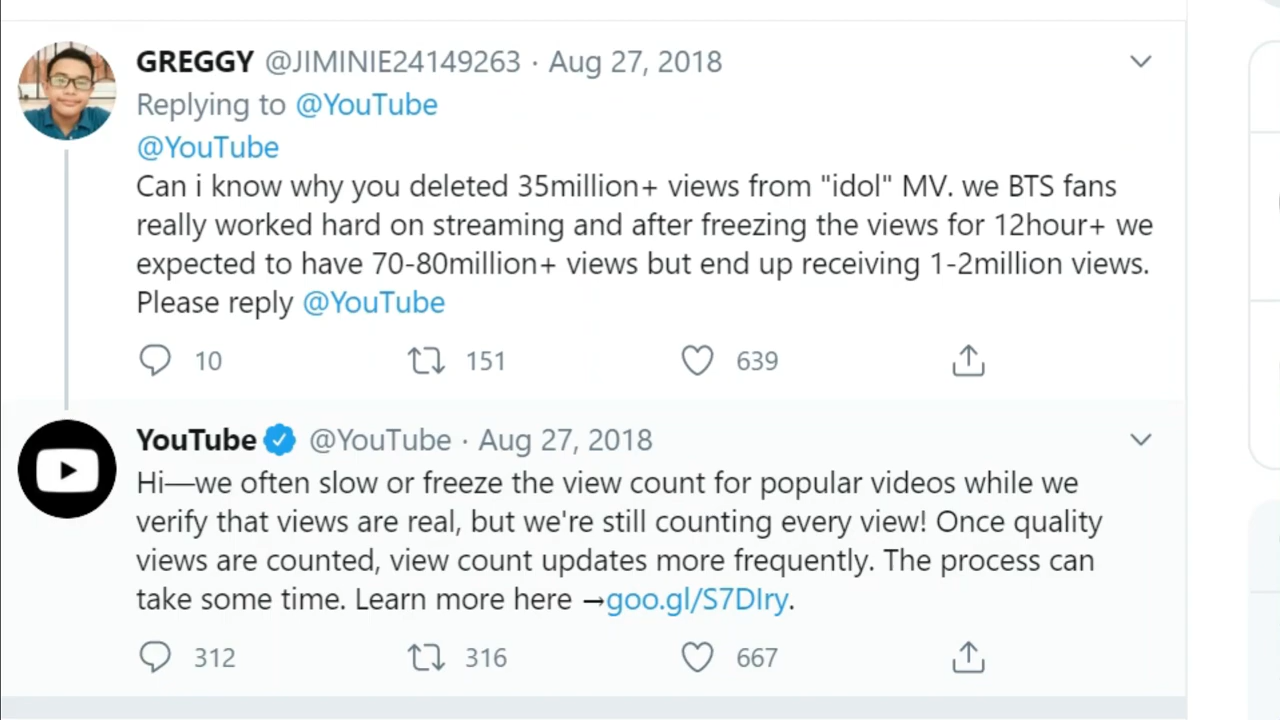 GREGGY @JIMINIE24149263 · Aug 27, 2018
Replying to @YouTube
@YouTube
Can i know why you deleted 35million+ views from "idol" MV. we BTS fans
really worked hard on streaming and after freezing the views for 12hour+ we
expected to have 70-80million+ views but end up receiving 1-2million views.
Please reply @YouTube
10 151 639
YouTube @YouTube · Aug 27, 2018
Hi—we often slow or freeze the view count for popular videos while we
verify that views are real, but we're still counting every view! Once quality
views are counted, view count updates more frequently. The process can
take some time. Learn more here →goo.gl/S7DIry.
312 316 667